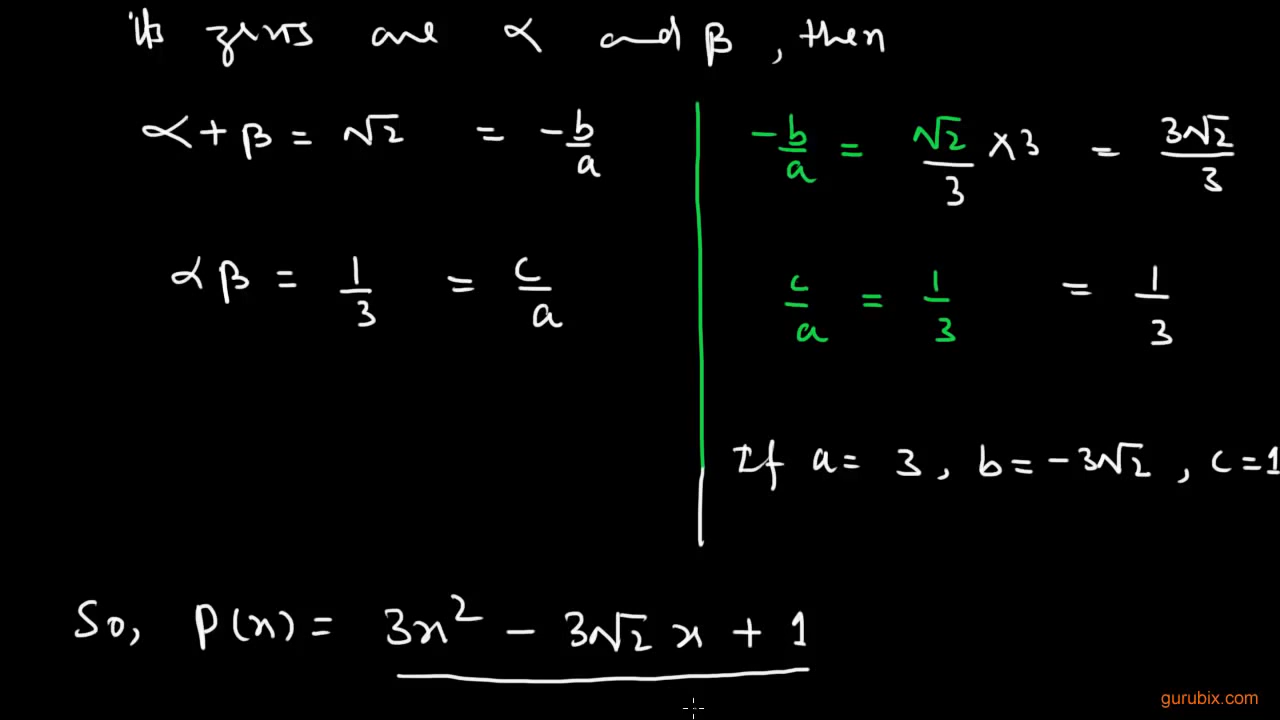 its zeros are α and β, then
α + β = √2 = -b/a
αβ = 1/3 = c/a
-b/a = √2/3 ×3 = 3√2/3
c/a = 1/3 = 1/3
If a = 3, b = -3√2, c = 1
So, P(x) = 3x² - 3√2 x + 1
gurubix.com